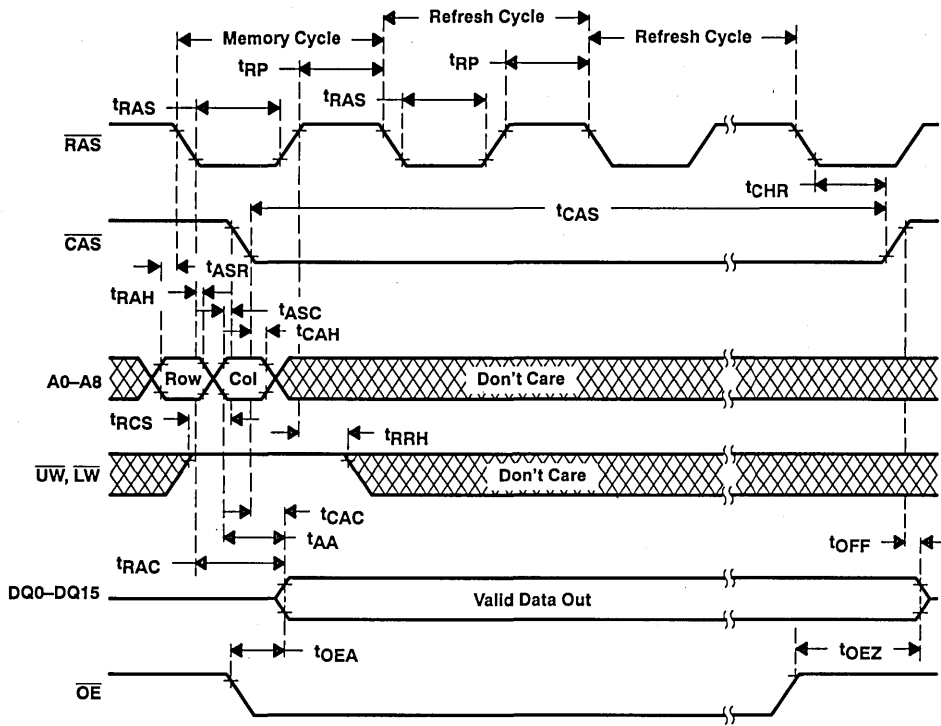 Refresh Cycle
Memory Cycle
Refresh Cycle
tRP
tRP
tRAS
tRAS
RAS
tCHR
tCAS
CAS
tASR
tRAH
tASC
tCAH
A0–A8
Row
Col
Don't Care
tRCS
tRRH
UW, LW
Don't Care
tCAC
tAA
tOFF
tRAC
DQ0–DQ15
Valid Data Out
tOEA
tOEZ
OE